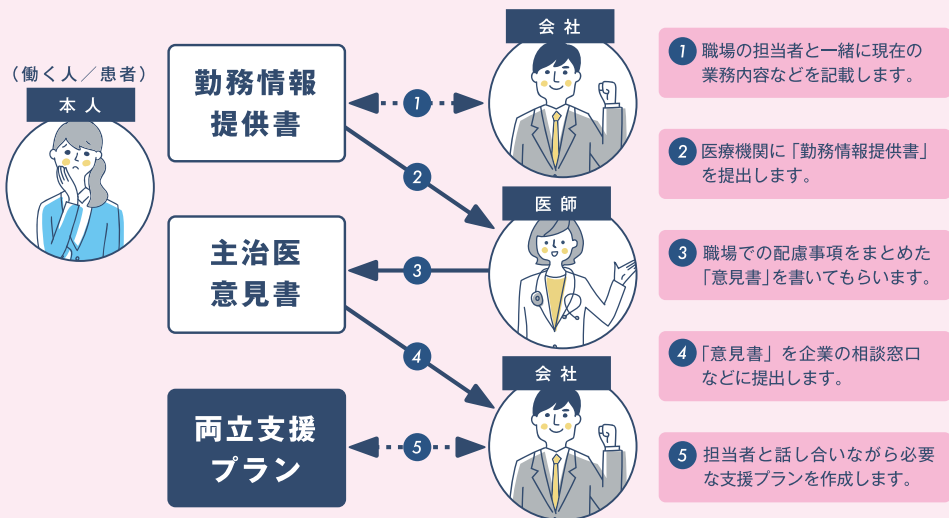 (働く人／患者)
本人
勤務情報
提供書
1
会社
2
医師
主治医
意見書
3
4
会社
両立支援
プラン
5
1 職場の担当者と一緒に現在の
業務内容などを記載します。
2 医療機関に「勤務情報提供書」
を提出します。
3 職場での配慮事項をまとめた
「意見書」を書いてもらいます。
4 「意見書」を企業の相談窓口
などに提出します。
5 担当者と話し合いながら必要
な支援プランを作成します。